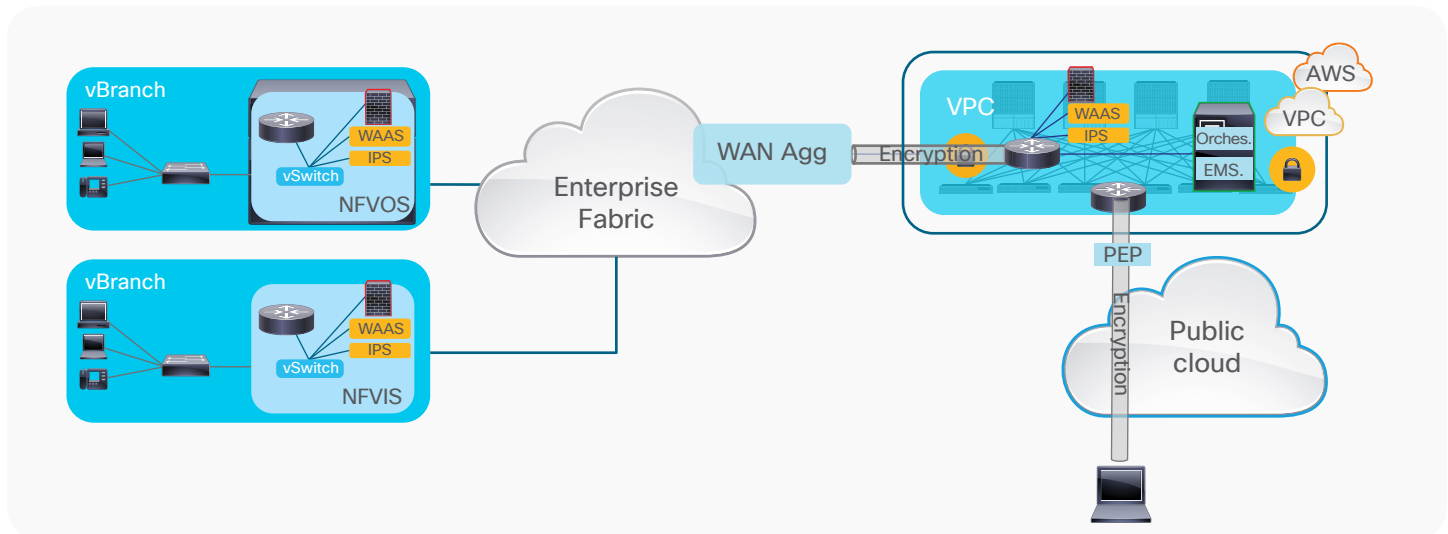 vBranch
WAAS
IPS
vSwitch
NFVOS
vBranch
WAAS
IPS
vSwitch
NFVIS
Enterprise
Fabric
WAN Agg
Encryption
VPC
WAAS
IPS
Orches.
EMS.
AWS
VPC
PEP
Encryption
Public
cloud